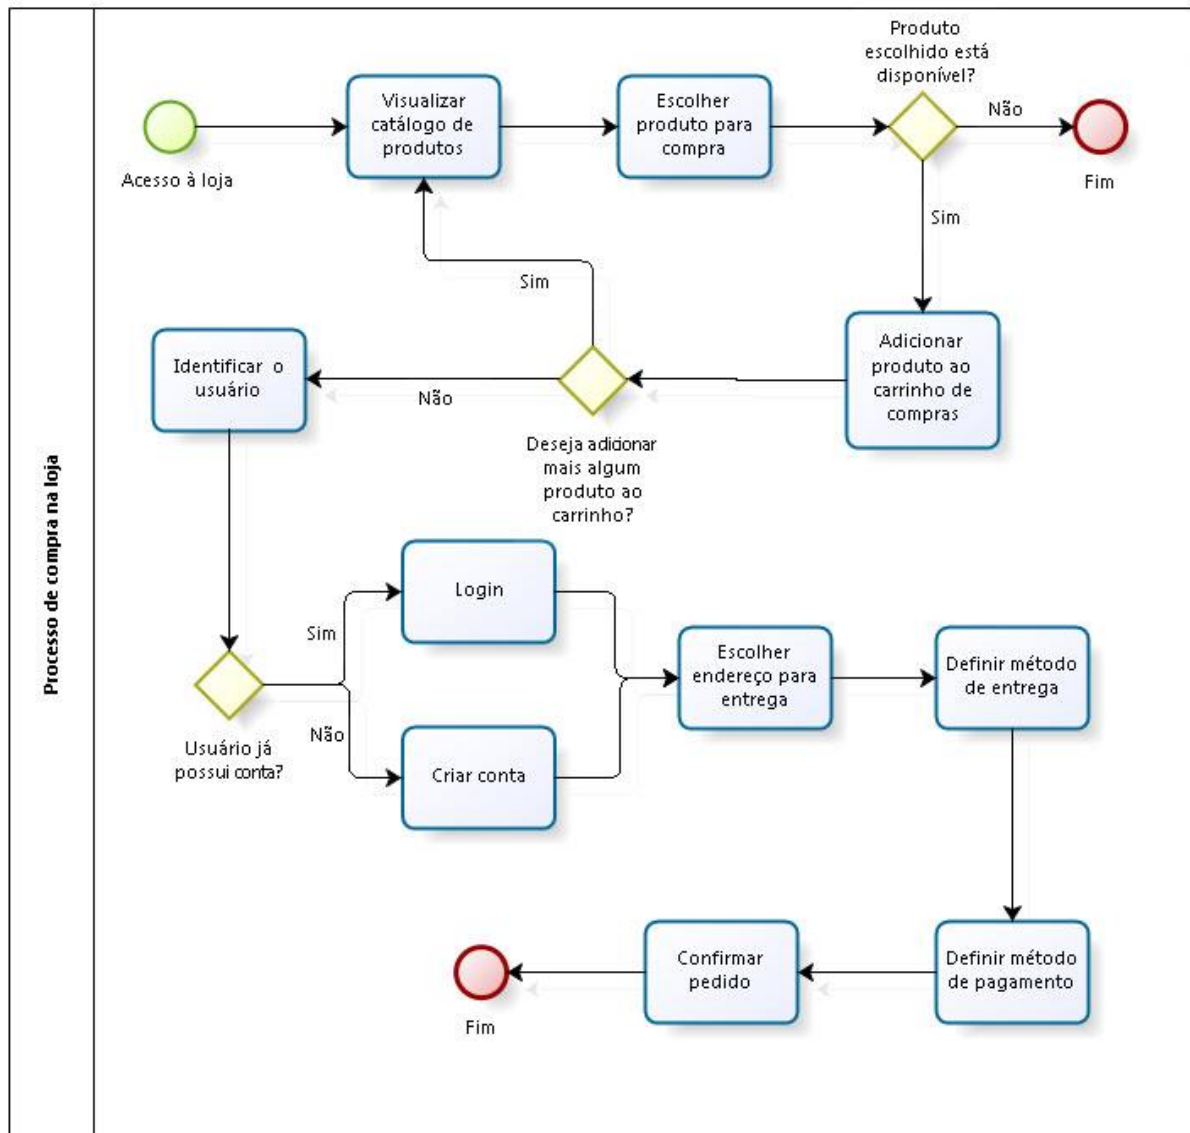 Processo de compra na loja
Acesso à loja
Visualizar
catálogo de
produtos
Escolher
produto para
compra
Produto
escolhido está
disponível?
Não
Fim
Sim
Adicionar
produto ao
carrinho de
compras
Deseja adicionar
mais algum
produto ao
carrinho?
Sim
Não
Identificar o
usuário
Usuário já
possui conta?
Sim
Login
Não
Criar conta
Escolher
endereço para
entrega
Definir método
de entrega
Definir método
de pagamento
Confirmar
pedido
Fim